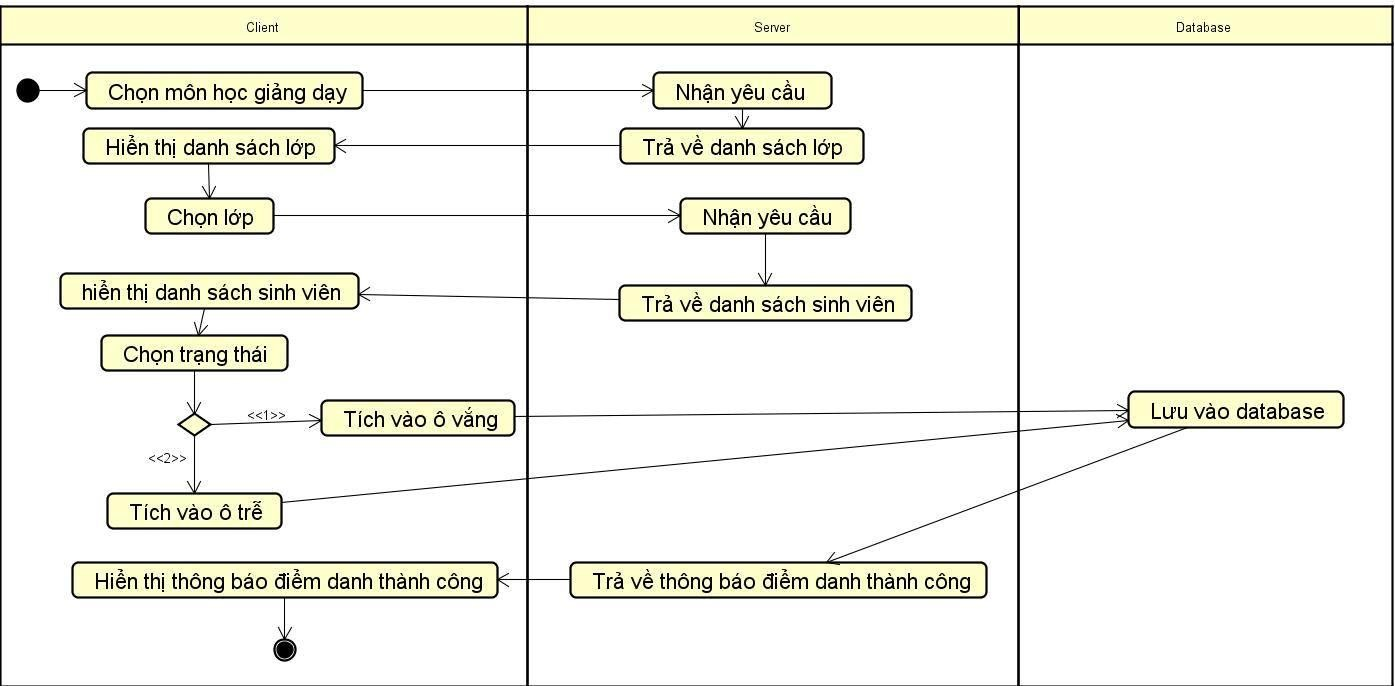 Client
Server
Database
Chọn môn học giảng dạy
Nhận yêu cầu
Hiển thị danh sách lớp
Trả về danh sách lớp
Chọn lớp
Nhận yêu cầu
hiển thị danh sách sinh viên
Trả về danh sách sinh viên
Chọn trạng thái
<<1>>
Tích vào ô vắng
Lưu vào database
<<2>>
Tích vào ô trễ
Hiển thị thông báo điểm danh thành công
Trả về thông báo điểm danh thành công